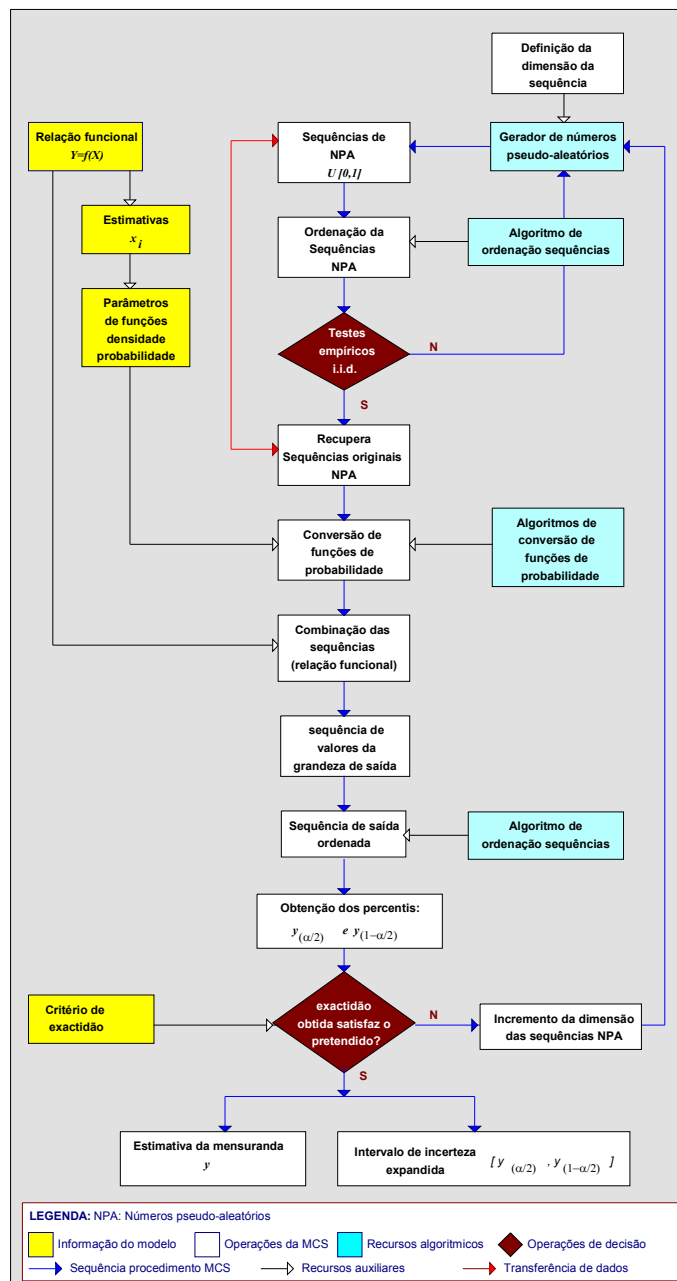 Definição da
dimensão da
sequência
Relação funcional
Y=f(X)
Sequências de
NPA
U [0,1]
Gerador de números
pseudo-aleatórios
Estimativas
x i
Ordenação da
Sequências
NPA
Algoritmo de
ordenação sequências
Parâmetros
de funções
densidade
probabilidade
Testes
empíricos
i.i.d.
N
S
Recupera
Sequências originais
NPA
Conversão de
funções de
probabilidade
Algoritmos de
conversão de
funções de
probabilidade
Combinação das
sequências
(relação funcional)
sequência de
valores da
grandeza de saída
Sequência de saída
ordenada
Algoritmo de
ordenação sequências
Obtenção dos percentis:
y (α/2) e y (1−α/2)
Critério de
exactidão
exactidão
obtida satisfaz o
pretendido?
N
Incremento da dimensão
das sequências NPA
S
Estimativa da mensuranda
y
Intervalo de incerteza
expandida
[ y (α/2) , y (1−α/2) ]
LEGENDA: NPA: Números pseudo-aleatórios
Informação do modelo
Operações da MCS
Recursos algoritmicos
Operações de decisão
Sequência procedimento MCS
Recursos auxiliares
Transferência de dados